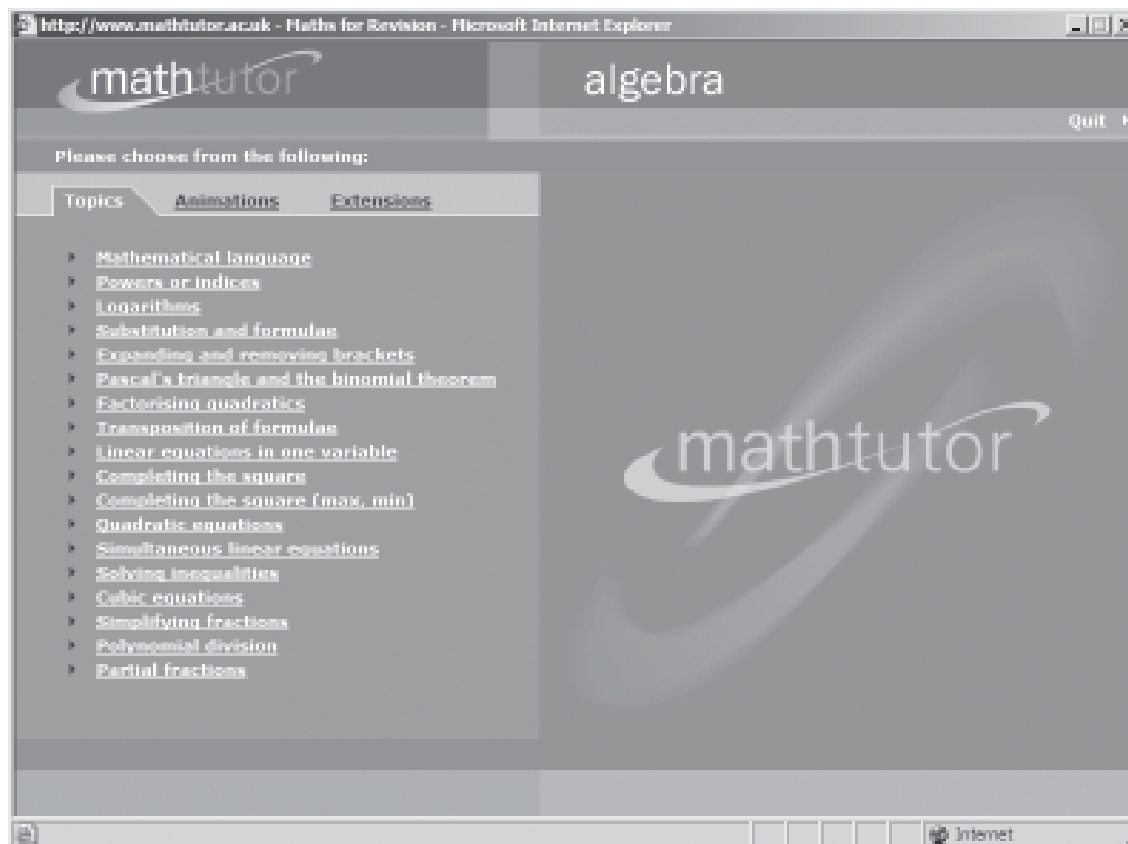 http://www.mathtutor.ac.uk - Maths for Revision - Microsoft Internet Explorer
mathtutor
algebra
Quit
Please choose from the following:
Topics Animations Extensions
Mathematical language
Powers or indices
Logarithms
Substitution and formulae
Expanding and removing brackets
Pascal's triangle and the binomial theorem
Factorising quadratics
Transposition of formulae
Linear equations in one variable
Completing the square
Completing the square (max, min)
Quadratic equations
Simultaneous linear equations
Solving inequalities
Cubic equations
Simplifying fractions
Polynomial division
Partial fractions
mathtutor
Internet